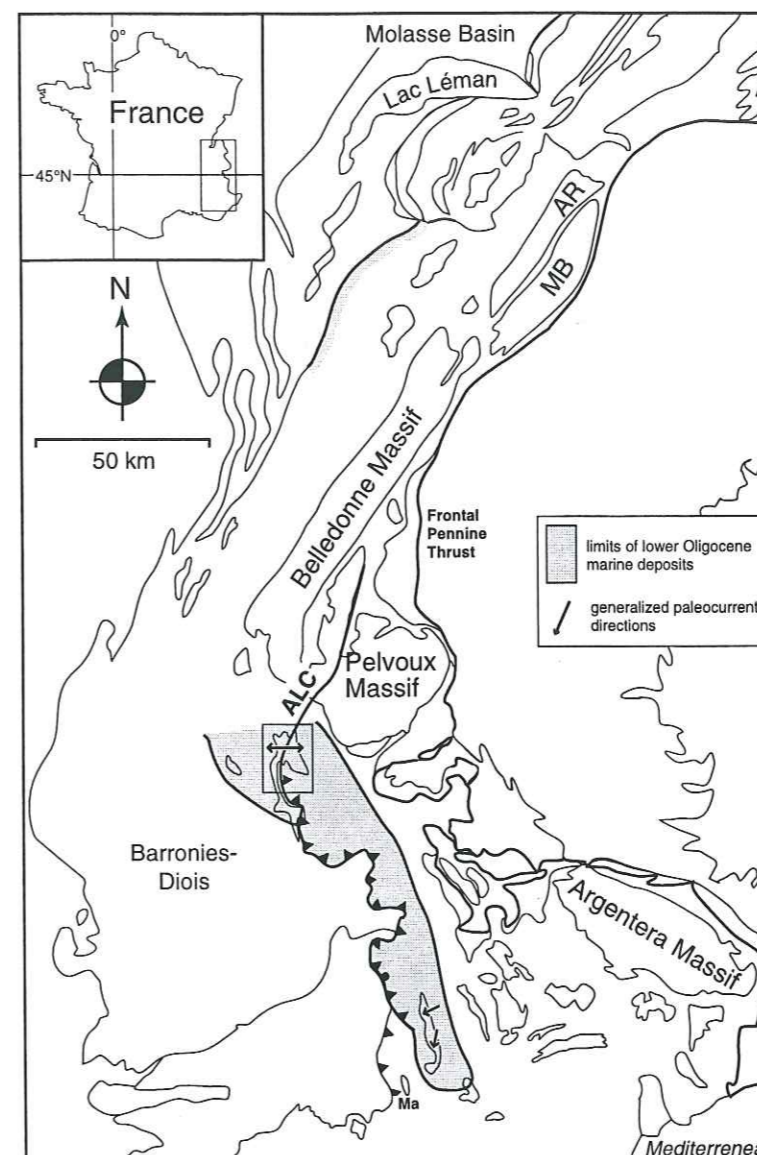 0°
France
45°N
Molasse Basin
Lac Léman
AR
MB
N
50 km
Belledonne Massif
Frontal
Pennine
Thrust
limits of lower Oligocene
marine deposits
generalized paleocurrent
directions
Pelvoux
Massif
ALC
Barronies-
Diois
Argentera Massif
Ma
Mediterrenea